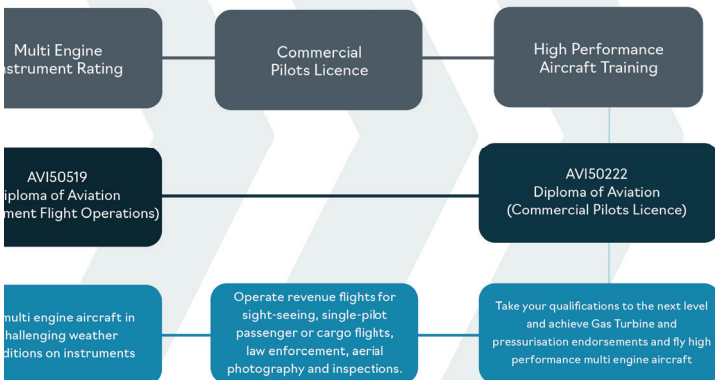 Multi Engine
nstrument Rating
Commercial
Pilots Licence
High Performance
Aircraft Training
AVI50519
iploma of Aviation
ment Flight Operations)
AVI50222
Diploma of Aviation
(Commercial Pilots Licence)
multi engine aircraft in
hallenging weather
ditions on instruments
Operate revenue flights for
sight-seeing, single-pilot
passenger or cargo flights,
law enforcement, aerial
photography and inspections.
Take your qualifications to the next level
and achieve Gas Turbine and
pressurisation endorsements and fly high
performance multi engine aircraft